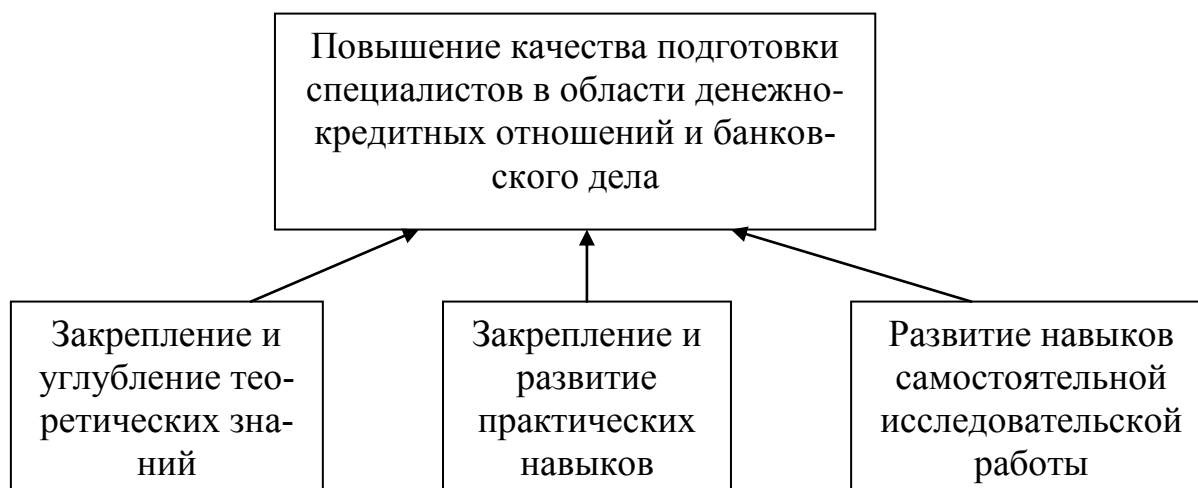 Повышение качества подготовки
специалистов в области денежно-
кредитных отношений и банков-
ского дела
Закрепление и
углубление тео-
ретических зна-
ний
Закрепление и
развитие
практических
навыков
Развитие навыков
самостоятельной
исследовательской
работы